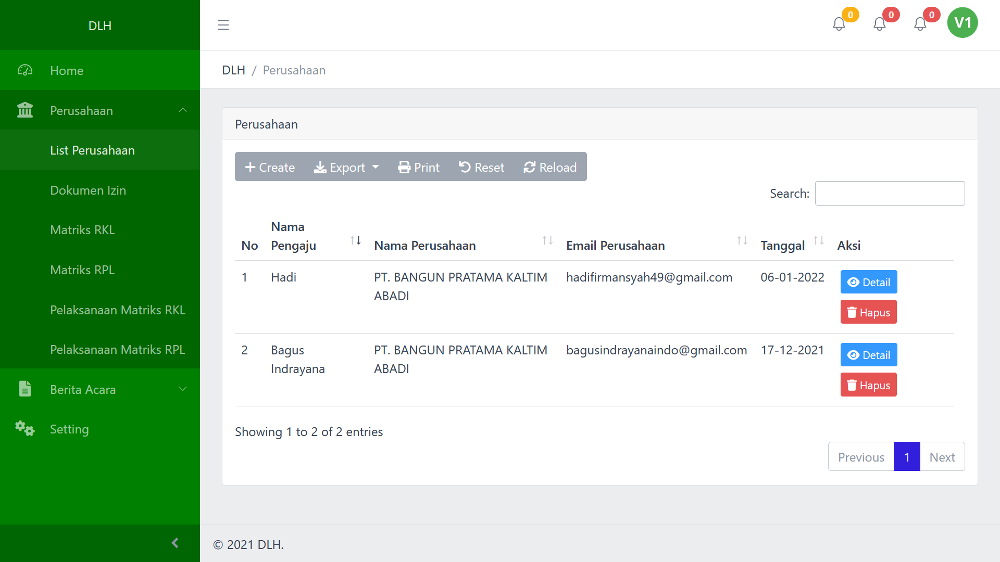 DLH
0
0
0
V1
Home
Perusahaan
List Perusahaan
Dokumen Izin
Matriks RKL
Matriks RPL
Pelaksanaan Matriks RKL
Pelaksanaan Matriks RPL
Berita Acara
Setting
DLH / Perusahaan
Perusahaan
Create Export Print Reset Reload
Search:
No Nama Pengaju Nama Perusahaan Email Perusahaan Tanggal Aksi
1 Hadi PT. BANGUN PRATAMA KALTIM hadifirmansyah49@gmail.com 06-01-2022 Detail
ABADI
Hapus
2 Bagus PT. BANGUN PRATAMA KALTIM bagusindrayanaindo@gmail.com 17-12-2021 Detail
Indrayana ABADI
Hapus
Showing 1 to 2 of 2 entries
Previous 1 Next
© 2021 DLH.